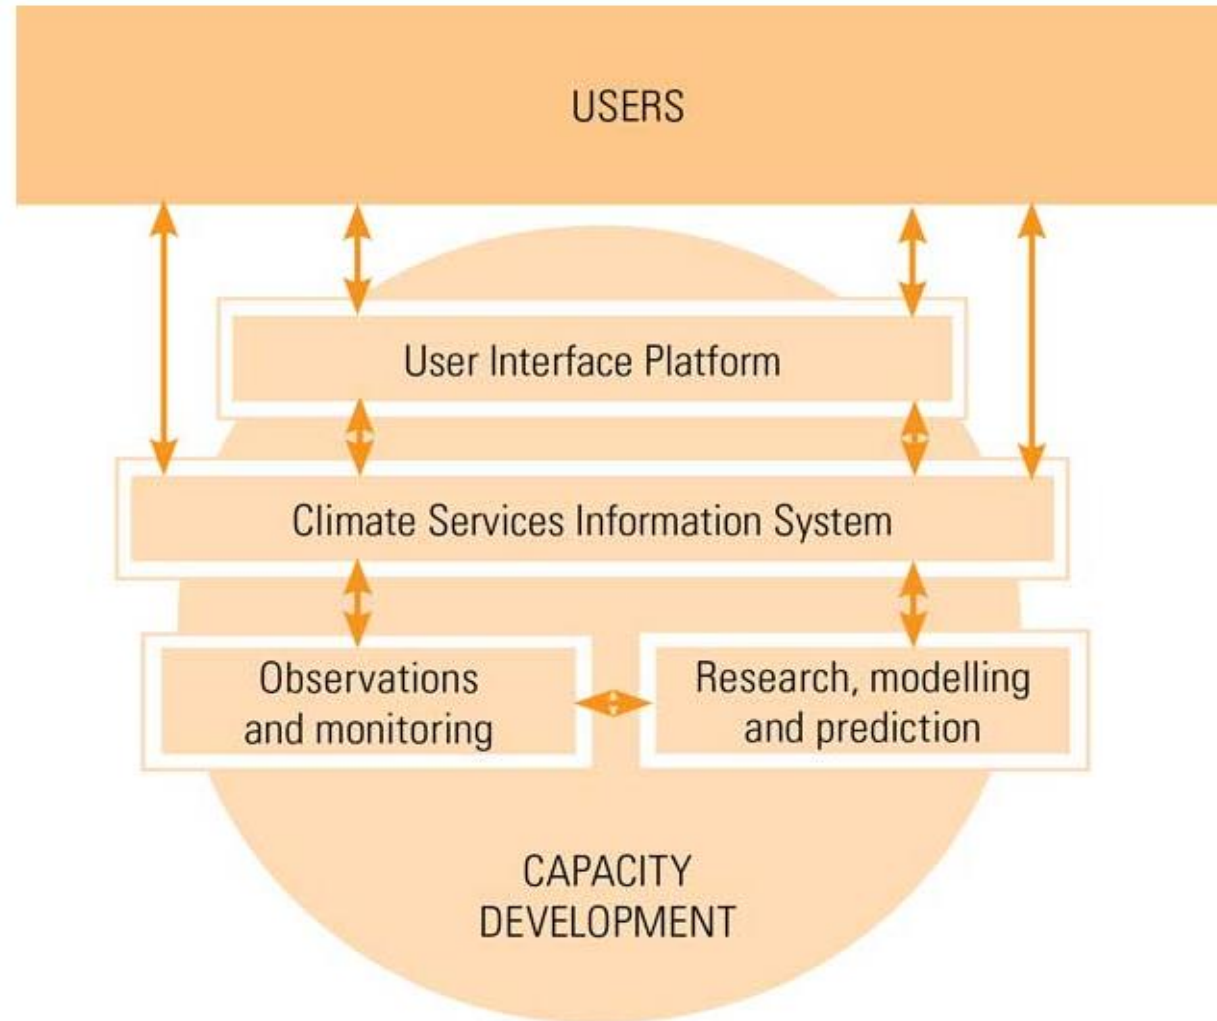 USERS
User Interface Platform
Climate Services Information System
Observations
and monitoring
Research, modelling
and prediction
CAPACITY
DEVELOPMENT